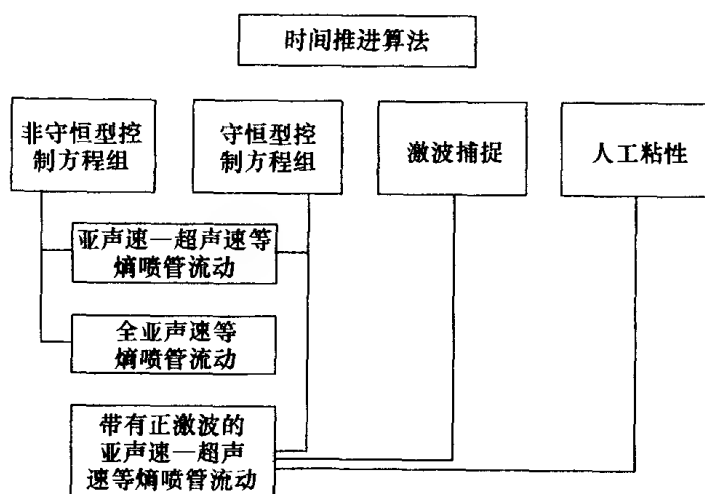 时间推进算法
非守恒型控
制方程组
守恒型控
制方程组
激波捕捉
人工粘性
亚声速—超声速等
熵喷管流动
全亚声速等
熵喷管流动
带有正激波的
亚声速—超声
速等熵喷管流动